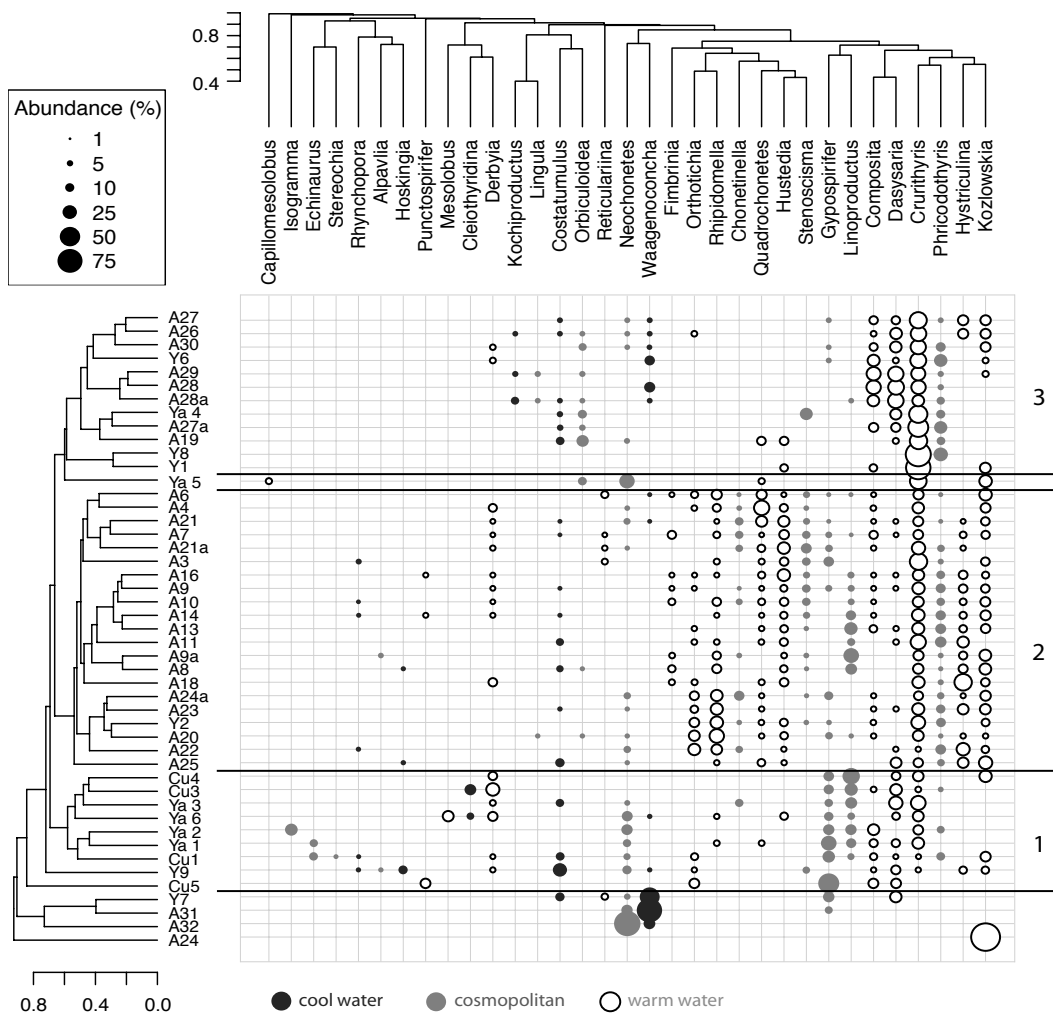 0.8
0.4
Abundance (%)
1
5
10
25
50
75
Capillomesolobus
Isogramma
Echinaurus
Stereochia
Rhynchopora
Alpavlia
Hoskingia
Punctospirifer
Mesolobus
Cleiothyridina
Derbyia
Kochiproductus
Lingula
Costatumulus
Orbiculoidea
Reticulariina
Neochonetes
Waagenoconcha
Fimbrinia
Orthotichia
Rhipidomella
Chonetinella
Quadrochonetes
Hustedia
Stenoscisma
Gypospirifer
Linoproductus
Composita
Dasysaria
Crurithyris
Phricodothyris
Hystriculina
Kozlowskia
A27
A26
A30
Y6
A29
A28
A28a
Ya 4
A27a
A19
Y8
Y1
Ya 5
A6
A4
A21
A7
A21a
A3
A16
A9
A10
A14
A13
A11
A9a
A8
A18
A24a
A23
Y2
A20
A22
A25
Cu4
Cu3
Ya 3
Ya 6
Ya 2
Ya 1
Cu1
Y9
Cu5
Y7
A31
A32
A24
3
2
1
0.8 0.4 0.0
cool water cosmopolitan warm water